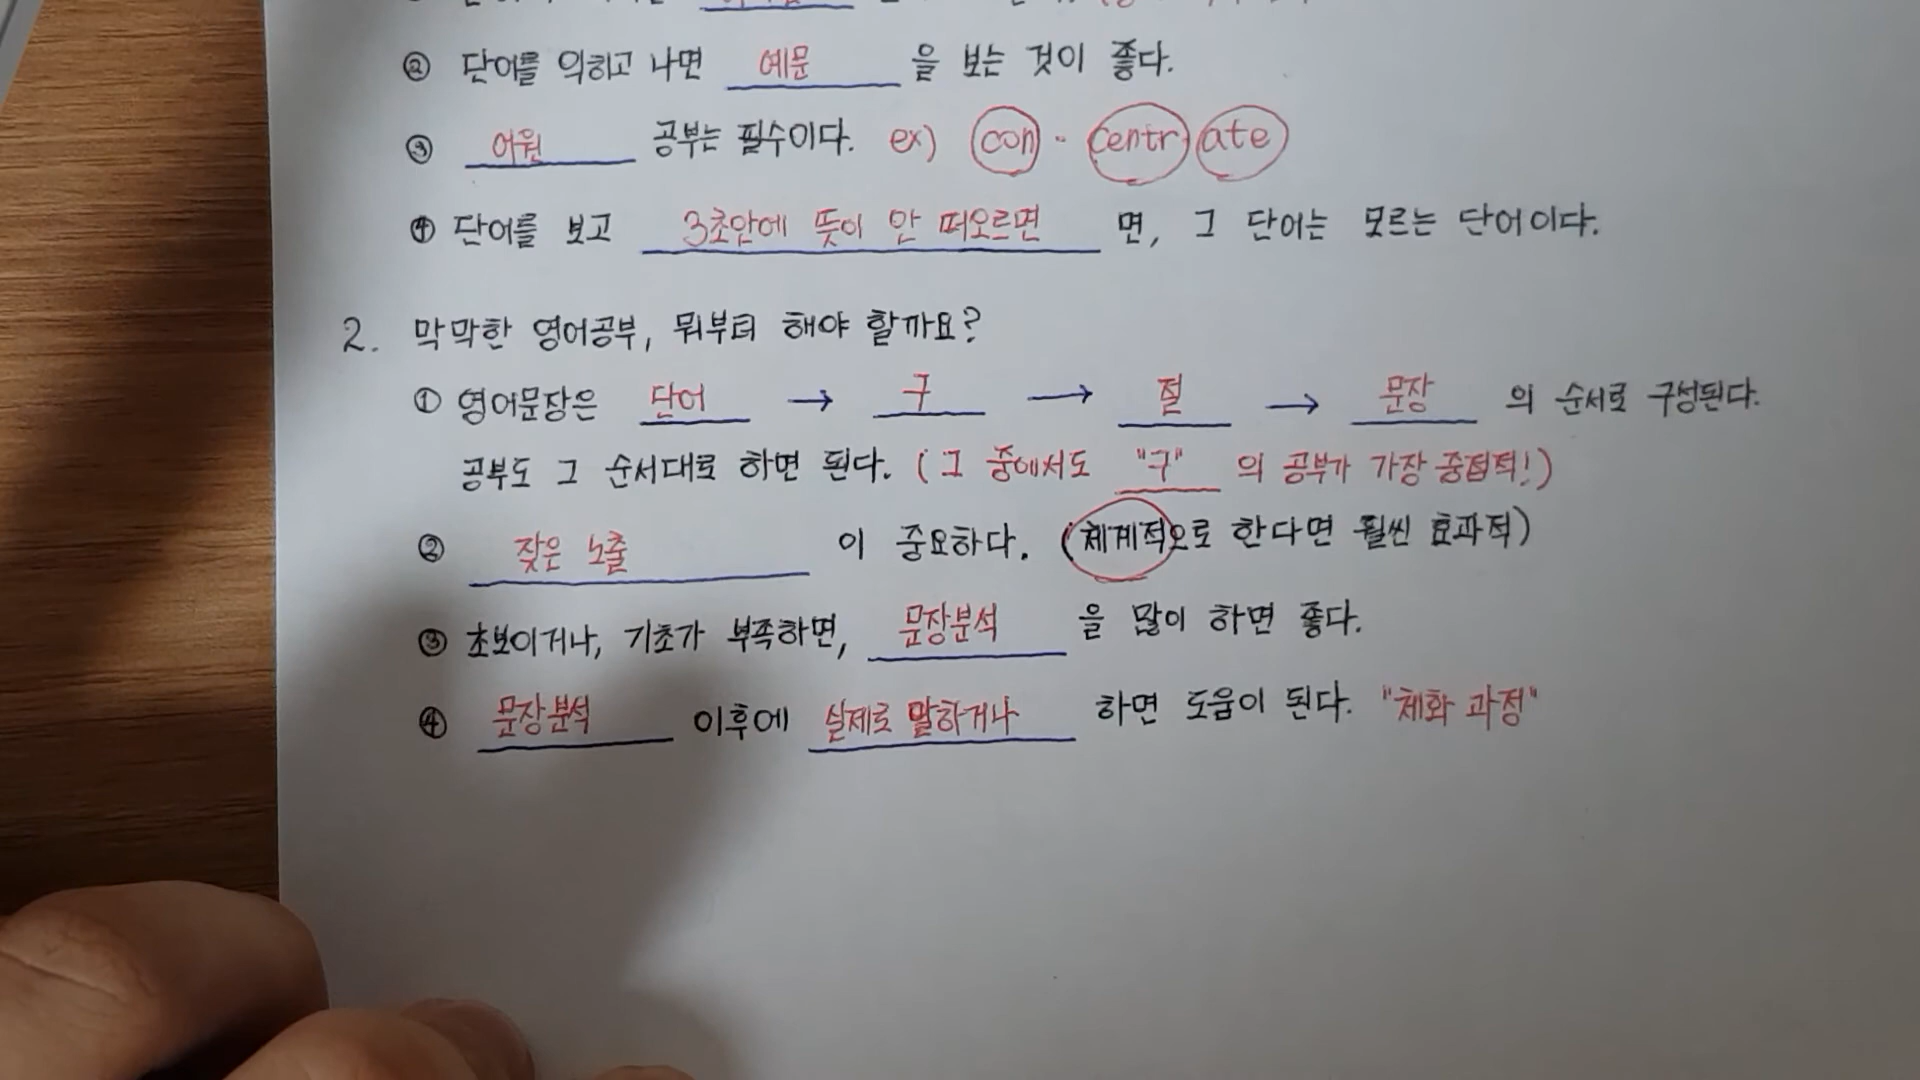 ② 단어를 익히고 나면 예문 을 보는 것이 좋다.
③ 어원 공부는 필수이다. ex) con - centr ate
④ 단어를 보고 3초안에 뜻이 안 떠오르면 면, 그 단어는 모르는 단어이다.
2. 막막한 영어공부, 뭐부터 해야 할까요?
① 영어문장은 단어 → 구 → 절 → 문장 의 순서로 구성된다.
공부도 그 순서대로 하면 된다. (그 중에서도 "구" 의 공부가 가장 중점적!)
② 잦은 노출 이 중요하다. (체계적으로 한다면 훨씬 효과적)
③ 초보이거나, 기초가 부족하면, 문장분석 을 많이 하면 좋다.
④ 문장분석 이후에 실제로 말하거나 하면 도움이 된다. "체화 과정"